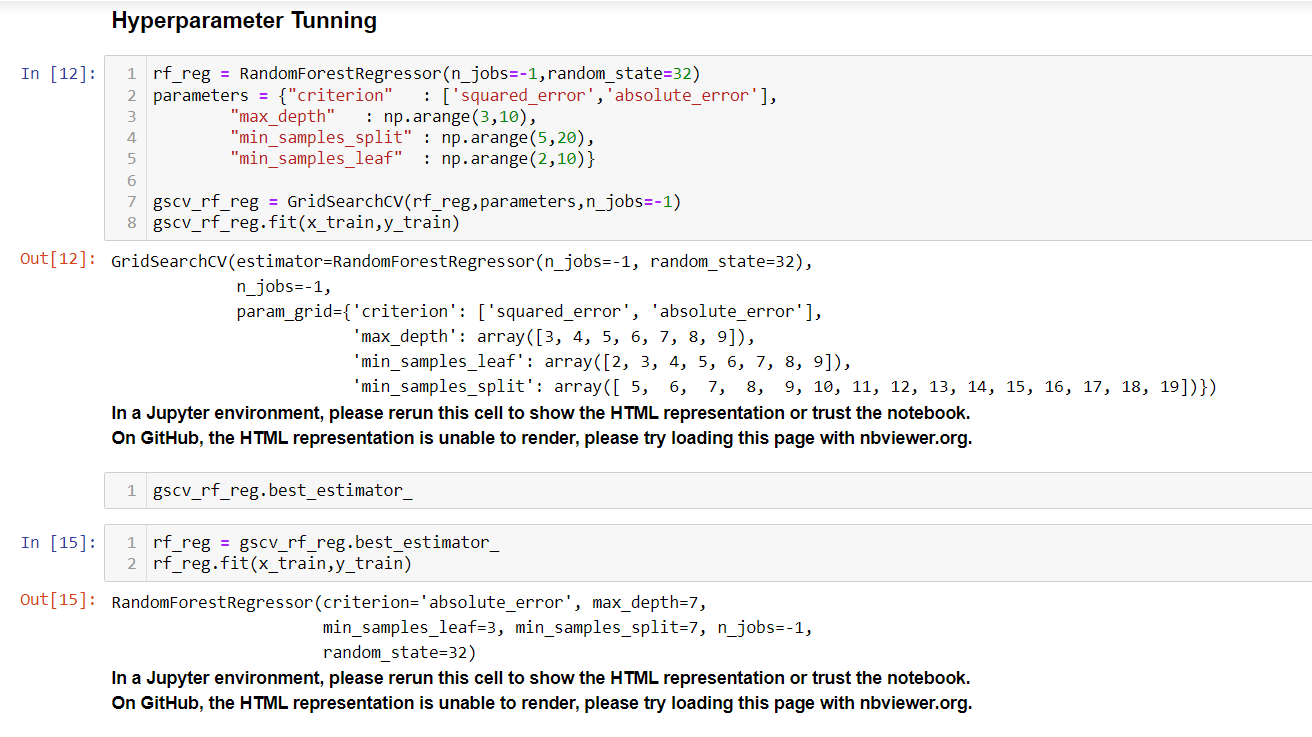 Hyperparameter Tunning
In [12]:
1 rf_reg = RandomForestRegressor(n_jobs=-1,random_state=32)
2 parameters = {"criterion"   : ['squared_error','absolute_error'],
3         "max_depth"   : np.arange(3,10),
4         "min_samples_split" : np.arange(5,20),
5         "min_samples_leaf"  : np.arange(2,10)}
6
7 gscv_rf_reg = GridSearchCV(rf_reg,parameters,n_jobs=-1)
8 gscv_rf_reg.fit(x_train,y_train)
Out[12]: GridSearchCV(estimator=RandomForestRegressor(n_jobs=-1, random_state=32),
             n_jobs=-1,
             param_grid={'criterion': ['squared_error', 'absolute_error'],
                         'max_depth': array([3, 4, 5, 6, 7, 8, 9]),
                         'min_samples_leaf': array([2, 3, 4, 5, 6, 7, 8, 9]),
                         'min_samples_split': array([ 5,  6,  7,  8,  9, 10, 11, 12, 13, 14, 15, 16, 17, 18, 19])})
In a Jupyter environment, please rerun this cell to show the HTML representation or trust the notebook.
On GitHub, the HTML representation is unable to render, please try loading this page with nbviewer.org.
1 gscv_rf_reg.best_estimator_
In [15]:
1 rf_reg = gscv_rf_reg.best_estimator_
2 rf_reg.fit(x_train,y_train)
Out[15]: RandomForestRegressor(criterion='absolute_error', max_depth=7,
                      min_samples_leaf=3, min_samples_split=7, n_jobs=-1,
                      random_state=32)
In a Jupyter environment, please rerun this cell to show the HTML representation or trust the notebook.
On GitHub, the HTML representation is unable to render, please try loading this page with nbviewer.org.